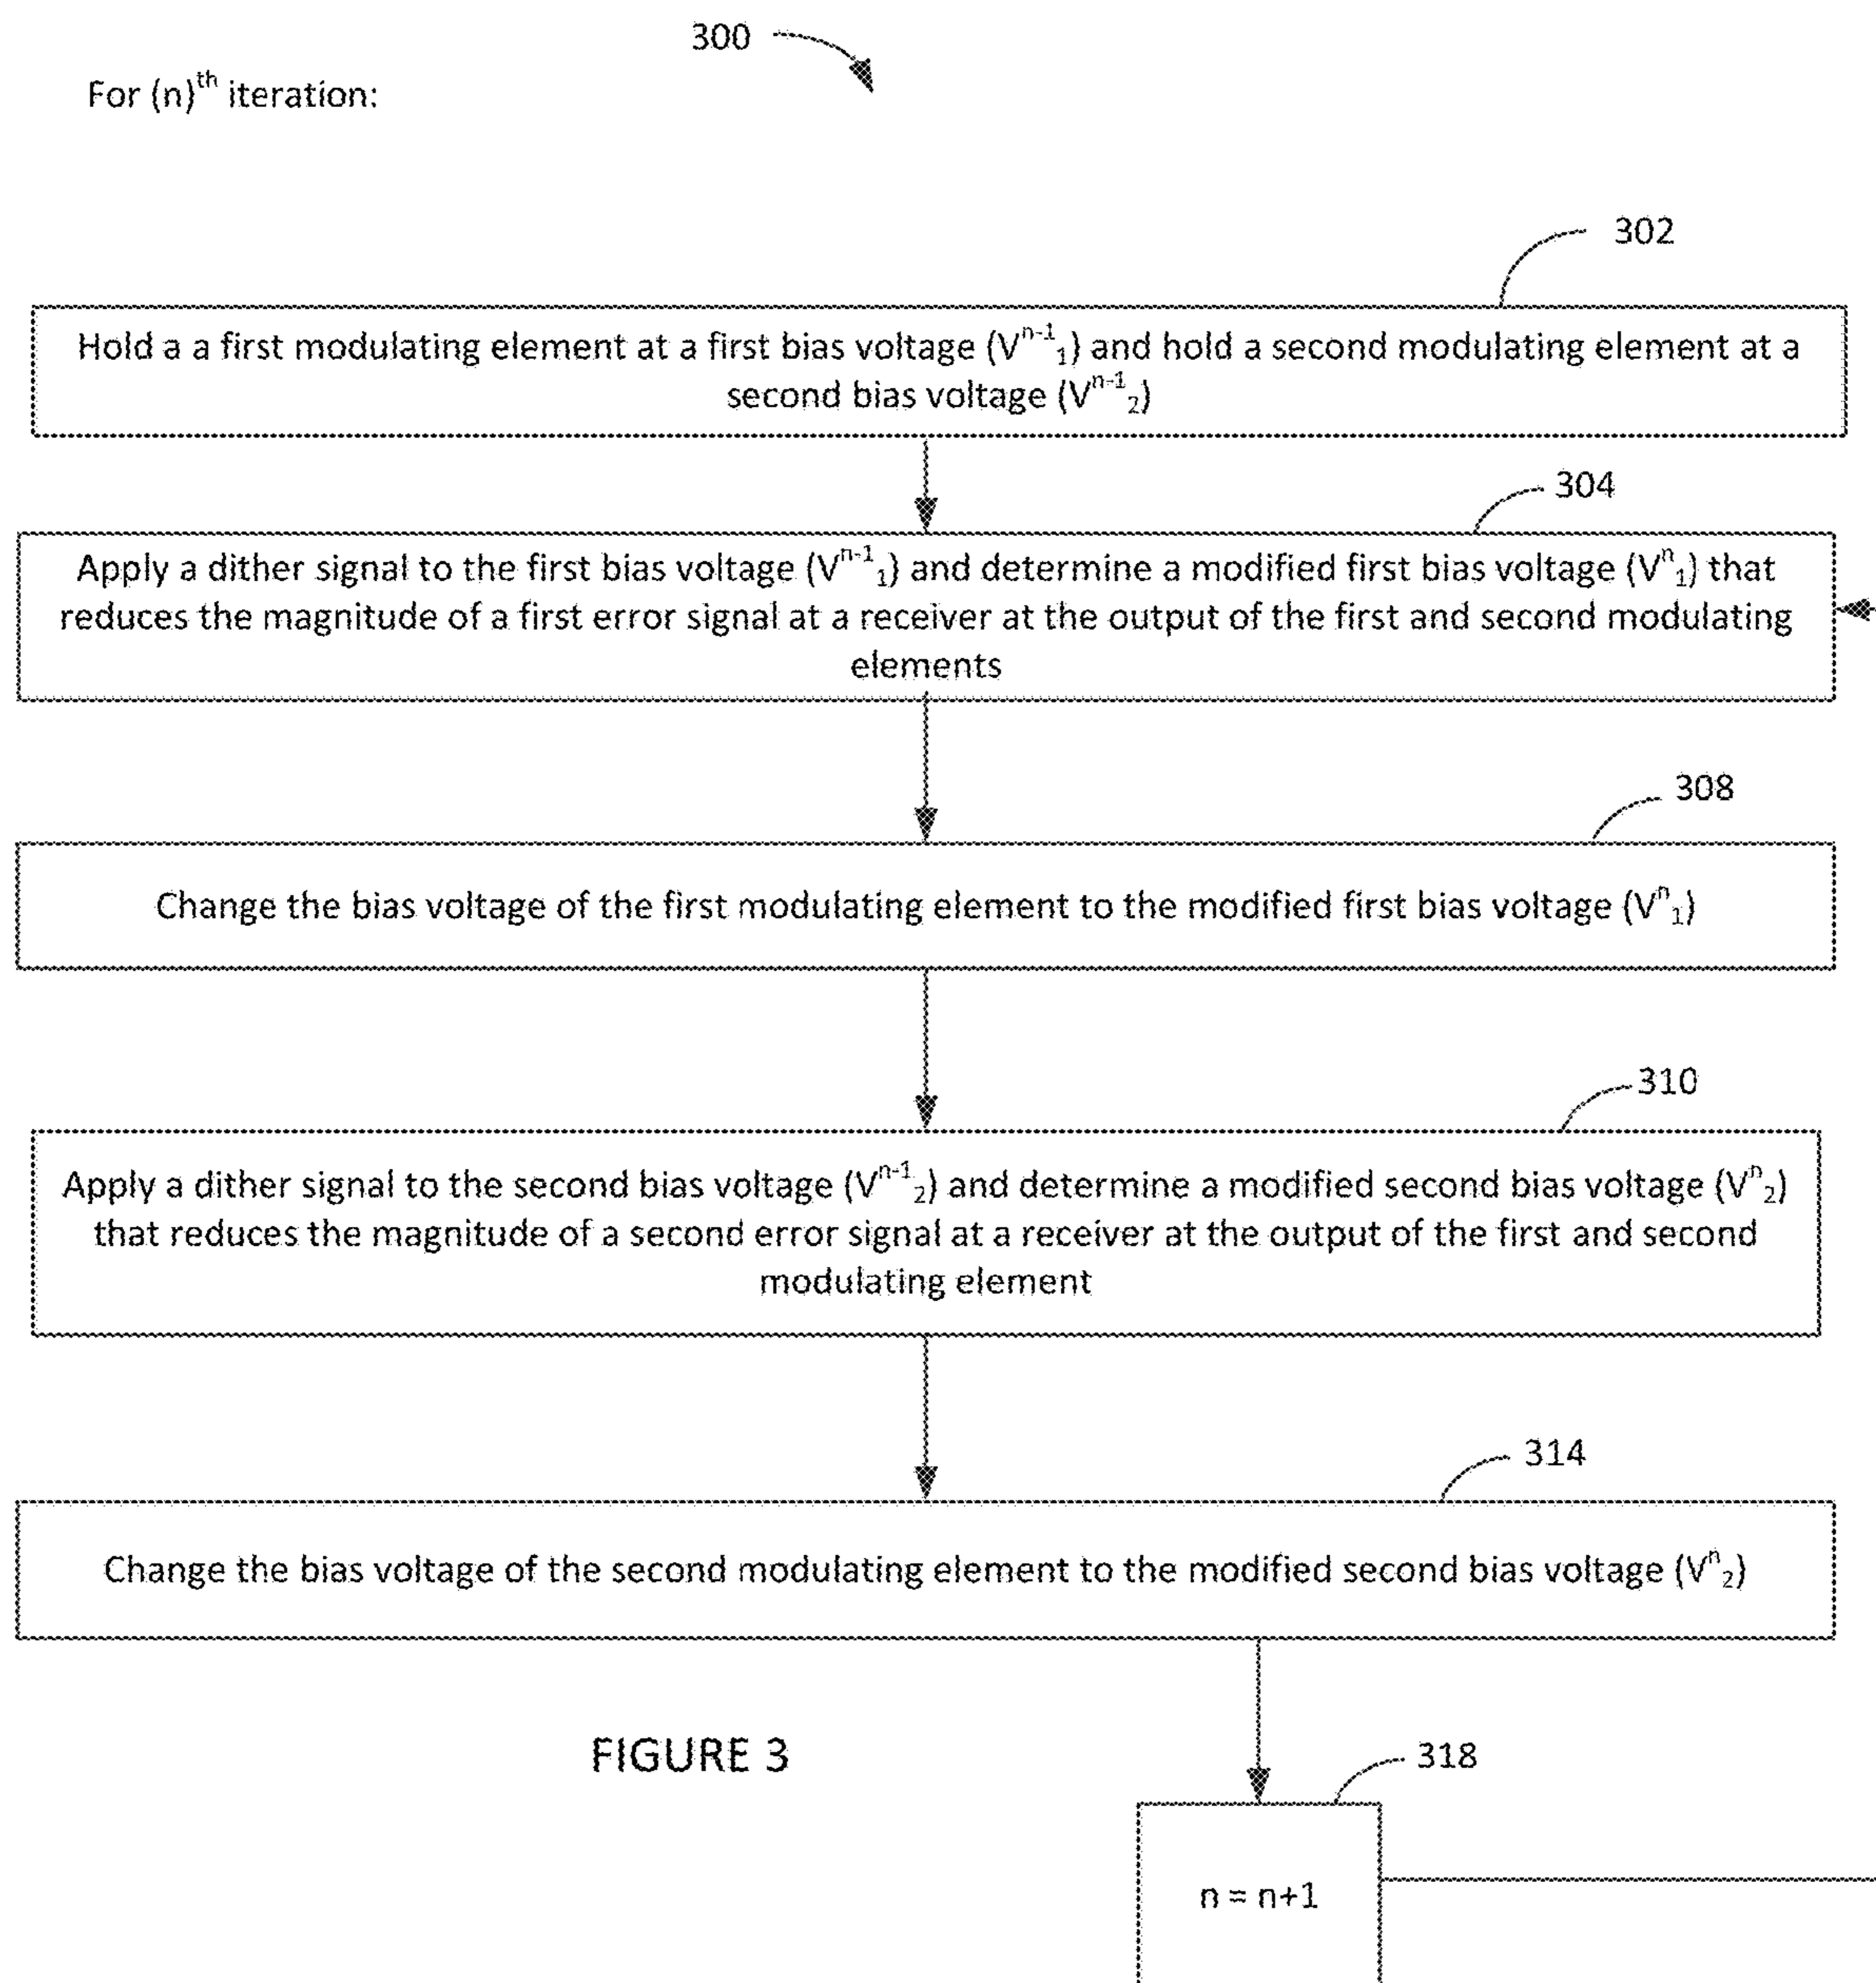 300
For (n)th iteration:
302
Hold a a first modulating element at a first bias voltage (Vⁿ⁻¹₁) and hold a second modulating element at a
second bias voltage (Vⁿ⁻¹₂)
304
Apply a dither signal to the first bias voltage (Vⁿ⁻¹₁) and determine a modified first bias voltage (Vⁿ₁) that
reduces the magnitude of a first error signal at a receiver at the output of the first and second modulating
elements
308
Change the bias voltage of the first modulating element to the modified first bias voltage (Vⁿ₁)
310
Apply a dither signal to the second bias voltage (Vⁿ⁻¹₂) and determine a modified second bias voltage (Vⁿ₂)
that reduces the magnitude of a second error signal at a receiver at the output of the first and second
modulating element
314
Change the bias voltage of the second modulating element to the modified second bias voltage (Vⁿ₂)
FIGURE 3
318
n = n+1